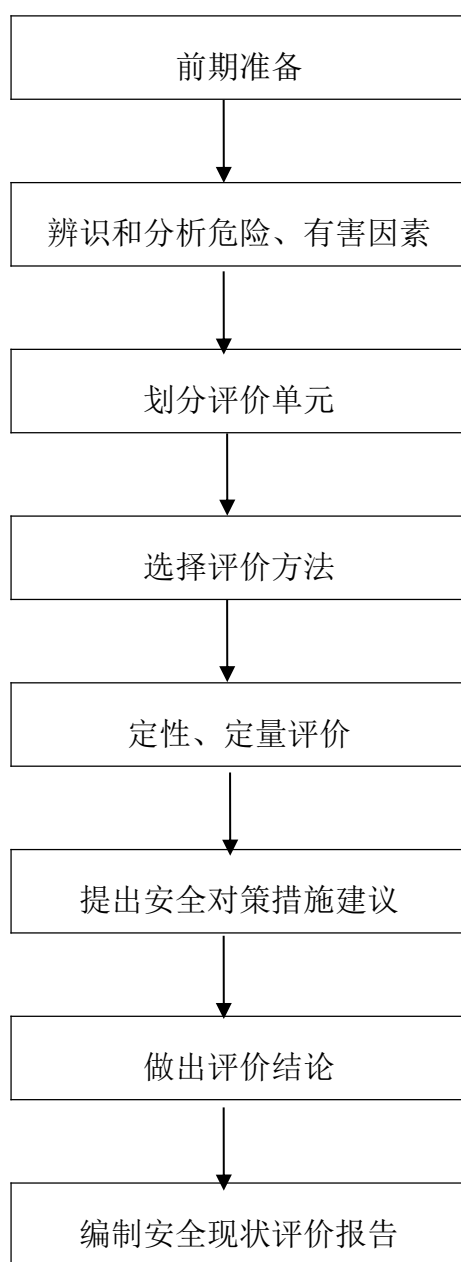 前期准备
辨识和分析危险、有害因素
划分评价单元
选择评价方法
定性、定量评价
提出安全对策措施建议
做出评价结论
编制安全现状评价报告